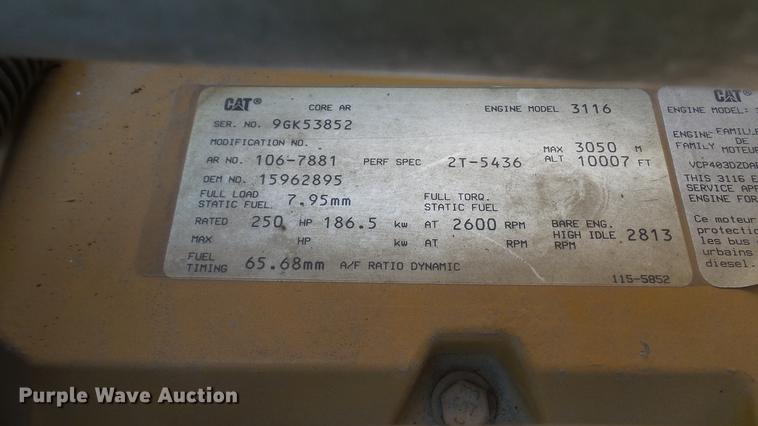 CAT® CORE AR ENGINE MODEL 3116
SER. NO. 9GK53852
MODIFICATION NO.
AR NO. 106-7881 PERF SPEC 2T-5436 MAX ALT 3050 M 10007 FT
OEM NO. 15962895
FULL LOAD STATIC FUEL 7.95mm FULL TORQ. STATIC FUEL
RATED 250 HP 186.5 kw AT 2600 RPM BARE ENG. HIGH IDLE RPM 2813
MAX HP kw AT RPM
FUEL TIMING 65.68mm A/F RATIO DYNAMIC
115-5852
CAT®
ENGINE MODEL:
ENGINE FAMILLE
FAMILY DE MOTEUR
VCP403DZDA
THIS 3116 E
SERVICE APP
ENGINE FOR
Ce moteur
protectio
les bus
urbains
diesel.
Purple Wave Auction